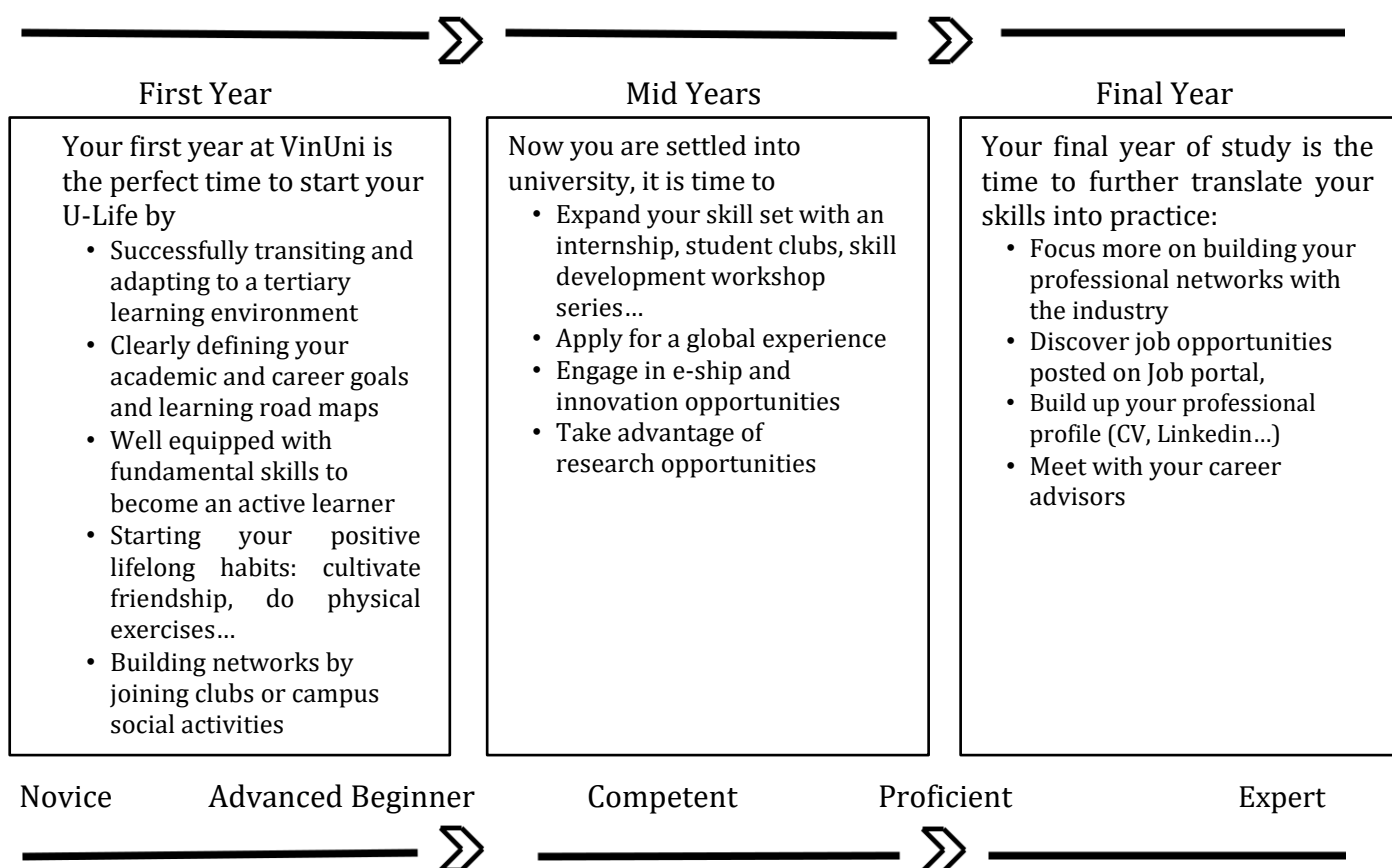 First Year
Mid Years
Final Year
Your first year at VinUni is
the perfect time to start your
U-Life by
• Successfully transiting and
adapting to a tertiary
learning environment
• Clearly defining your
academic and career goals
and learning road maps
• Well equipped with
fundamental skills to
become an active learner
• Starting your positive
lifelong habits: cultivate
friendship, do physical
exercises…
• Building networks by
joining clubs or campus
social activities
Now you are settled into
university, it is time to
• Expand your skill set with an
internship, student clubs, skill
development workshop
series…
• Apply for a global experience
• Engage in e-ship and
innovation opportunities
• Take advantage of
research opportunities
Your final year of study is the
time to further translate your
skills into practice:
• Focus more on building your
professional networks with
the industry
• Discover job opportunities
posted on Job portal,
• Build up your professional
profile (CV, Linkedin…)
• Meet with your career
advisors
Novice Advanced Beginner Competent Proficient Expert